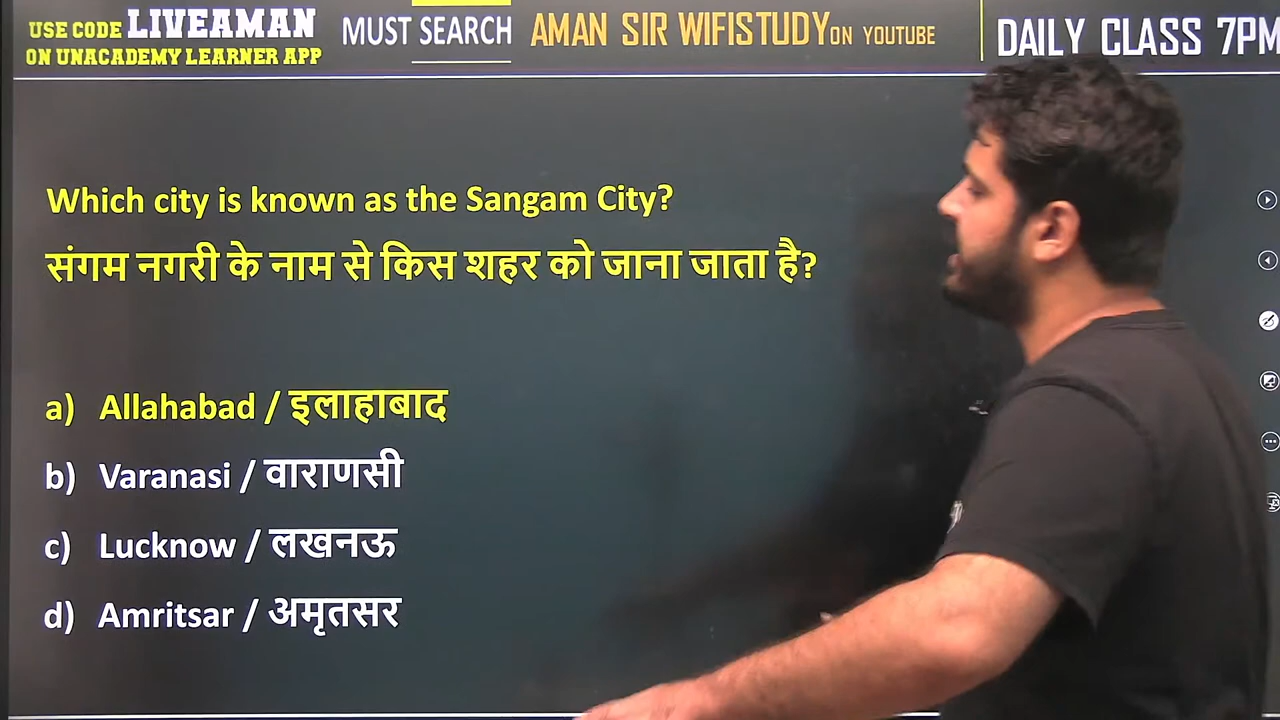 USE CODE LIVEAMAN
ON UNACADEMY LEARNER APP
MUST SEARCH
AMAN SIR WIFISTUDY ON YOUTUBE
DAILY CLASS 7PM
Which city is known as the Sangam City?
संगम नगरी के नाम से किस शहर को जाना जाता है?
a) Allahabad / इलाहाबाद
b) Varanasi / वाराणसी
c) Lucknow / लखनऊ
d) Amritsar / अमृतसर